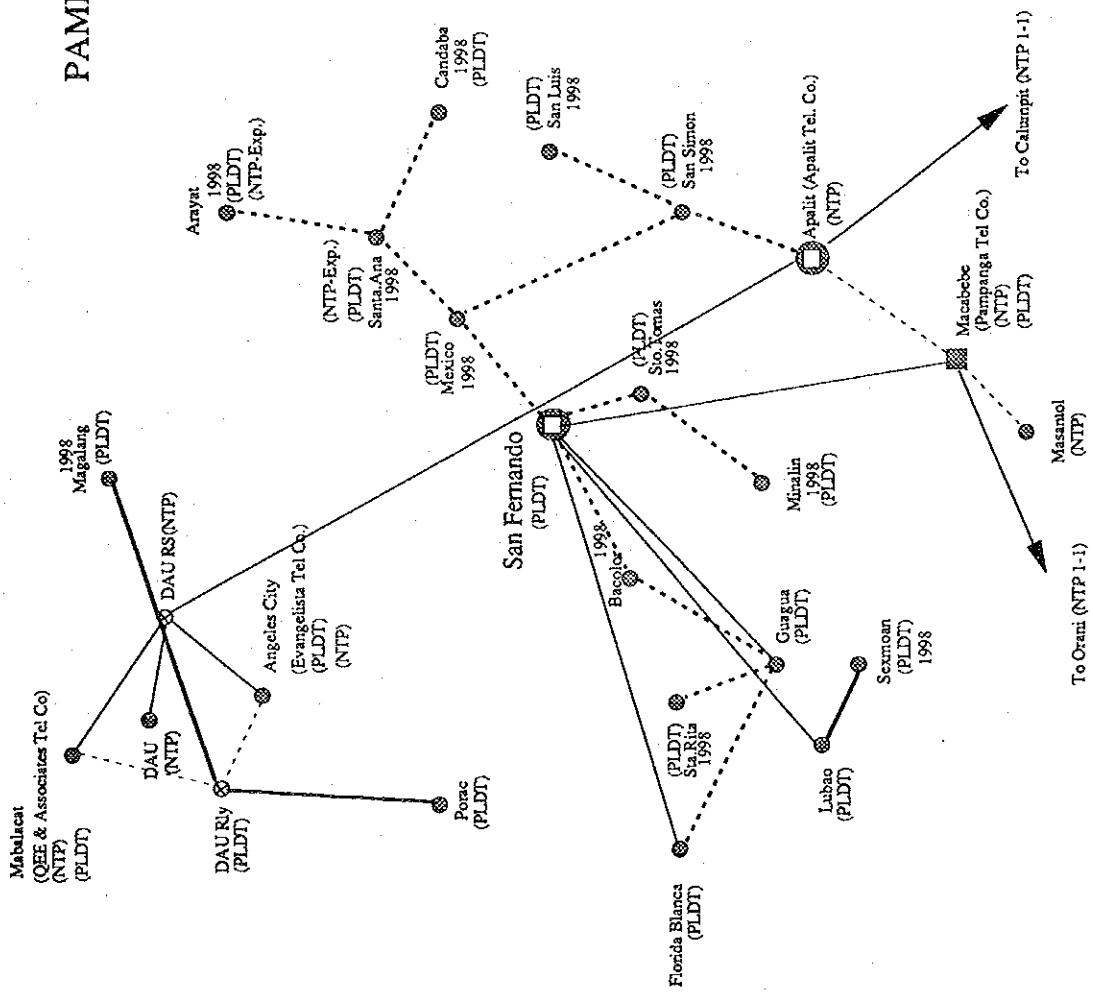 PAMI
Arayat
1998
(PLDT)
(NTP-Exp.)
Candaba
1998
(PLDT)
(NTP-Exp.)
(PLDT)
Santa.Ana
1998
(PLDT)
San Luis
1998
(PLDT)
San Simon
1998
(PLDT)
Mexico
1998
Apalit (Apalit Tel. Co.)
(NTP)
To Calumpit (NTP 1-1)
Macabebe
(Pampanga Tel Co.)
(NTP)
(PLDT)
(PLDT)
Sto.Tomas
1998
Masantol
(NTP)
San Fernando
(PLDT)
Minalin
1998
(PLDT)
1998
Bacolor
Guagua
(PLDT)
Sexmoan
(PLDT)
1998
To Orani (NTP 1-1)
(PLDT)
Sta.Rita
1998
Lubao
(PLDT)
Florida Blanca
(PLDT)
1998
Magalang
(PLDT)
DAU RS(NTP)
Angeles City
(Evangelista Tel Co.)
(PLDT)
(NTP)
DAU
(NTP)
Mabalacat
(QEE & Associates Tel Co)
(NTP)
(PLDT)
DAU Rly
(PLDT)
Porac
(PLDT)